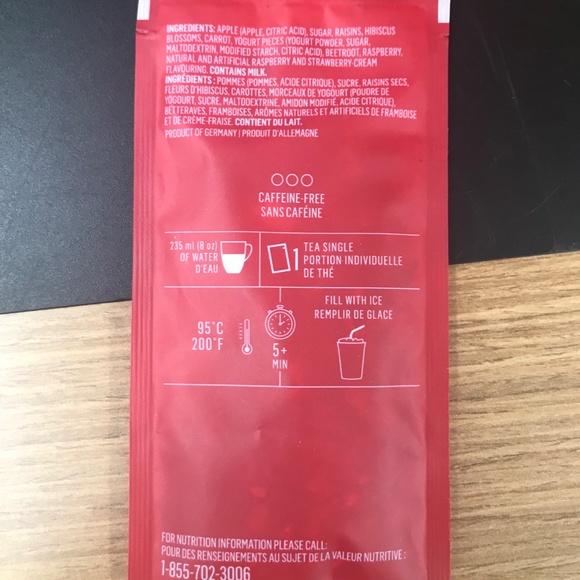 INGREDIENTS: APPLE (APPLE, CITRIC ACID), SUGAR, RAISINS, HIBISCUS
BLOSSOMS, CARROT, YOGURT PIECES (YOGURT POWDER, SUGAR,
MALTODEXTRIN, MODIFIED STARCH, CITRIC ACID), BEETROOT, RASPBERRY,
NATURAL AND ARTIFICIAL RASPBERRY AND STRAWBERRY-CREAM
FLAVOURING. CONTAINS MILK.
INGRÉDIENTS : POMMES (POMMES, ACIDE CITRIQUE), SUCRE, RAISINS SECS,
FLEURS D'HIBISCUS, CAROTTES, MORCEAUX DE YOGOURT (POUDRE DE
YOGOURT, SUCRE, MALTODEXTRINE, AMIDON MODIFIÉ, ACIDE CITRIQUE),
BETTERAVES, FRAMBOISES, ARÔMES NATURELS ET ARTIFICIELS DE FRAMBOISE
ET DE CRÈME-FRAISE. CONTIENT DU LAIT.
PRODUCT OF GERMANY | PRODUIT D'ALLEMAGNE
CAFFEINE-FREE
SANS CAFÉINE
235 ml (8 oz)
OF WATER
D'EAU
1 TEA SINGLE
PORTION INDIVIDUELLE
DE THÉ
95°C
200°F
5+
MIN
FILL WITH ICE
REMPLIR DE GLACE
FOR NUTRITION INFORMATION PLEASE CALL:
POUR DES RENSEIGNEMENTS AU SUJET DE LA VALEUR NUTRITIVE :
1-855-702-3006